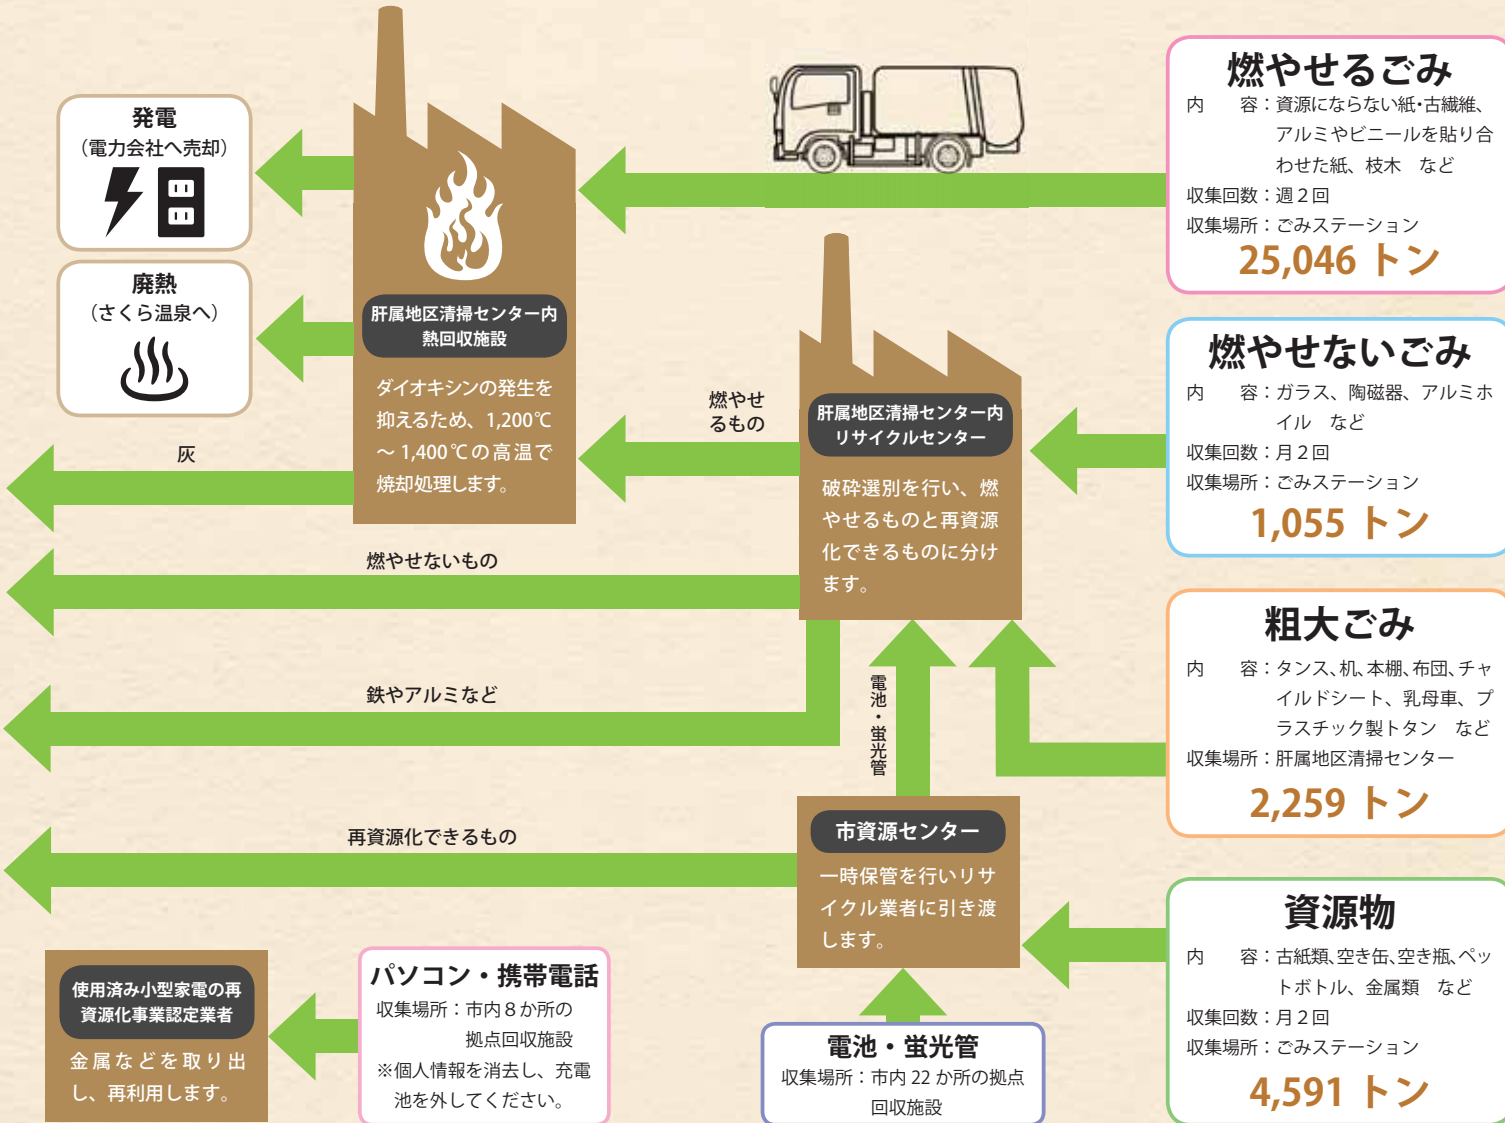 発電
（電力会社へ売却）
廃熱
（さくら温泉へ）
肝属地区清掃センター内
熱回収施設
ダイオキシンの発生を
抑えるため、1,200℃
～1,400℃の高温で
焼却処理します。
灰
燃やせ
るもの
肝属地区清掃センター内
リサイクルセンター
破砕選別を行い、燃
やせるものと再資源
化できるものに分け
ます。
燃やせないもの
鉄やアルミなど
電池・蛍光管
再資源化できるもの
市資源センター
一時保管を行いリサ
イクル業者に引き渡
します。
使用済み小型家電の再
資源化事業認定業者
金属などを取り出
し、再利用します。
パソコン・携帯電話
収集場所：市内８か所の
拠点回収施設
※個人情報を消去し、充電
池を外してください。
電池・蛍光管
収集場所：市内 22 か所の拠点
回収施設
燃やせるごみ
内　　容：資源にならない紙・古繊維、
アルミやビニールを貼り合
わせた紙、枝木　など
収集回数：週２回
収集場所：ごみステーション
25,046 トン
燃やせないごみ
内　　容：ガラス、陶磁器、アルミホ
イル　など
収集回数：月２回
収集場所：ごみステーション
1,055 トン
粗大ごみ
内　　容：タンス、机、本棚、布団、チャ
イルドシート、乳母車、プ
ラスチック製トタン　など
収集場所：肝属地区清掃センター
2,259 トン
資源物
内　　容：古紙類、空き缶、空き瓶、ペッ
トボトル、金属類　など
収集回数：月２回
収集場所：ごみステーション
4,591 トン